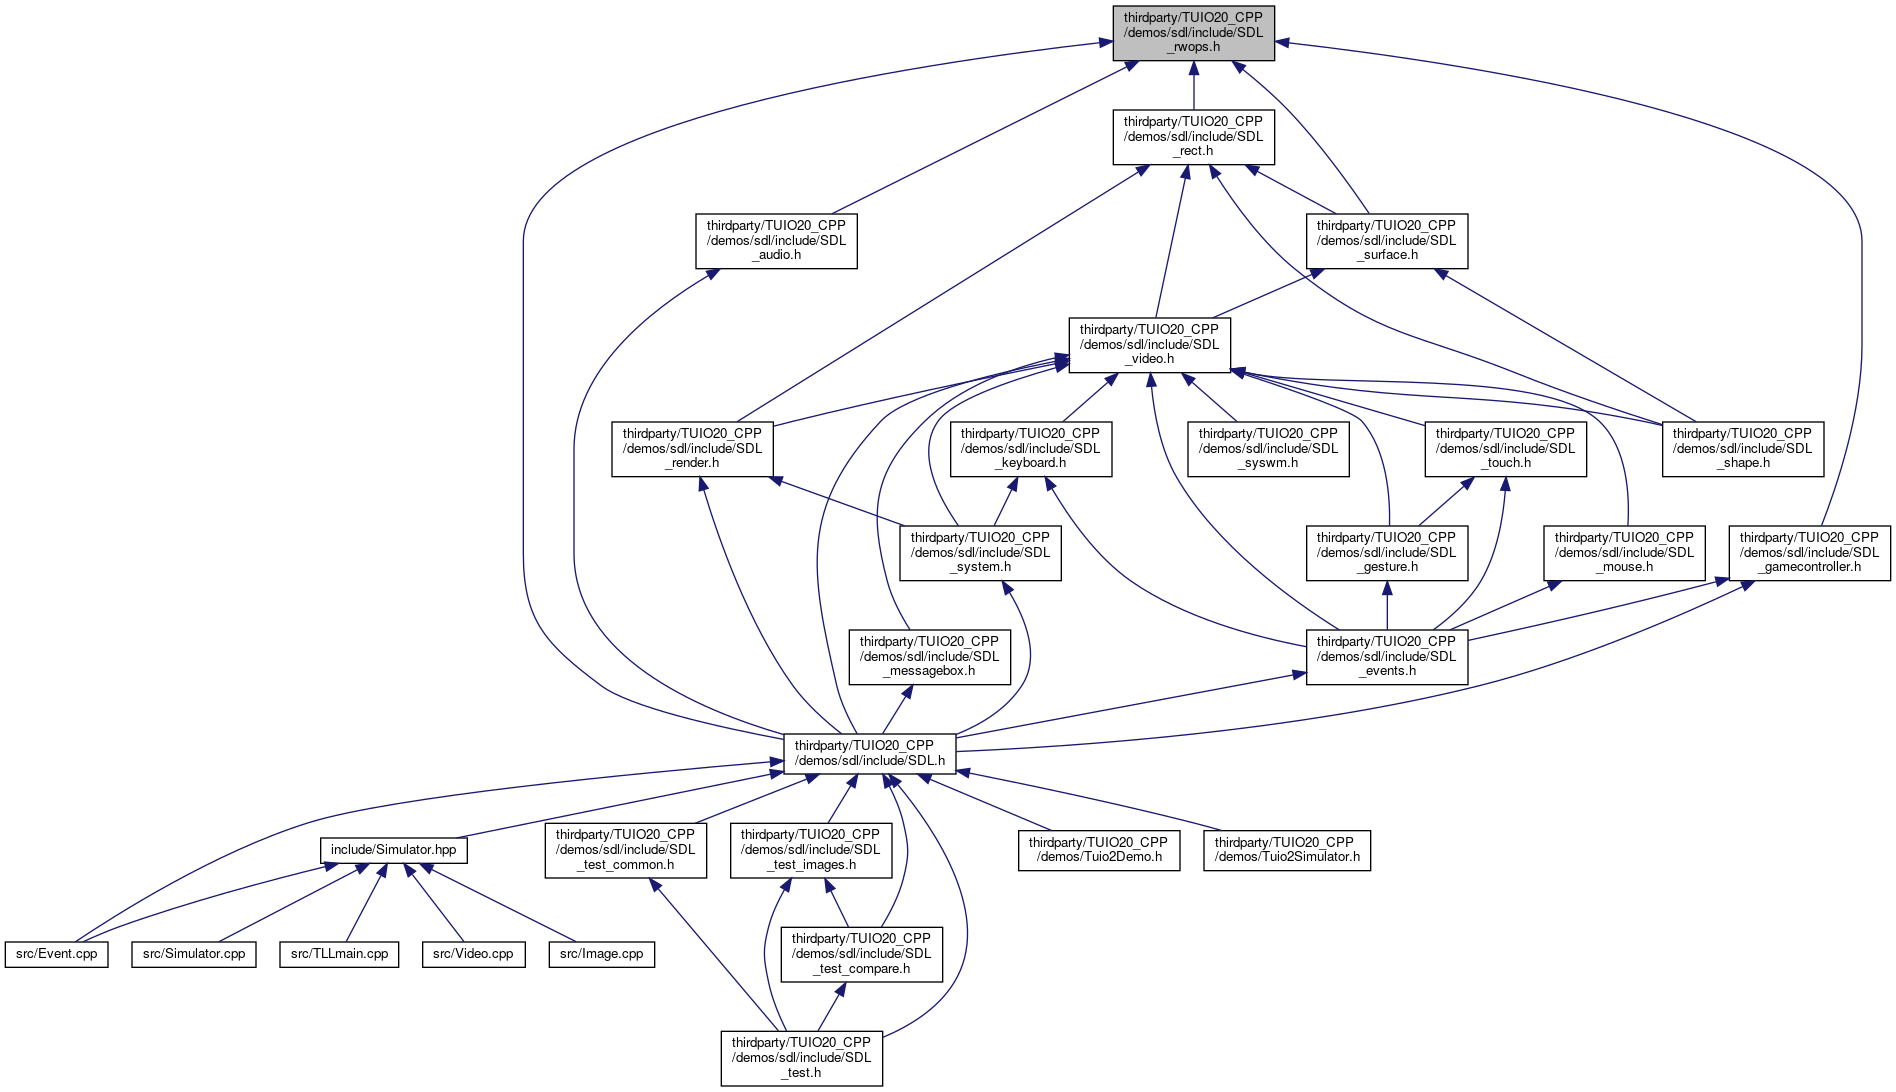 thirdparty/TUIO20_CPP
/demos/sdl/include/SDL
_rwops.h
thirdparty/TUIO20_CPP
/demos/sdl/include/SDL
_rect.h
thirdparty/TUIO20_CPP
/demos/sdl/include/SDL
_audio.h
thirdparty/TUIO20_CPP
/demos/sdl/include/SDL
_surface.h
thirdparty/TUIO20_CPP
/demos/sdl/include/SDL
_video.h
thirdparty/TUIO20_CPP
/demos/sdl/include/SDL
_render.h
thirdparty/TUIO20_CPP
/demos/sdl/include/SDL
_keyboard.h
thirdparty/TUIO20_CPP
/demos/sdl/include/SDL
_syswm.h
thirdparty/TUIO20_CPP
/demos/sdl/include/SDL
_touch.h
thirdparty/TUIO20_CPP
/demos/sdl/include/SDL
_shape.h
thirdparty/TUIO20_CPP
/demos/sdl/include/SDL
_system.h
thirdparty/TUIO20_CPP
/demos/sdl/include/SDL
_gesture.h
thirdparty/TUIO20_CPP
/demos/sdl/include/SDL
_mouse.h
thirdparty/TUIO20_CPP
/demos/sdl/include/SDL
_gamecontroller.h
thirdparty/TUIO20_CPP
/demos/sdl/include/SDL
_messagebox.h
thirdparty/TUIO20_CPP
/demos/sdl/include/SDL
_events.h
thirdparty/TUIO20_CPP
/demos/sdl/include/SDL.h
include/Simulator.hpp
thirdparty/TUIO20_CPP
/demos/sdl/include/SDL
_test_common.h
thirdparty/TUIO20_CPP
/demos/sdl/include/SDL
_test_images.h
thirdparty/TUIO20_CPP
/demos/Tuio2Demo.h
thirdparty/TUIO20_CPP
/demos/Tuio2Simulator.h
src/Event.cpp
src/Simulator.cpp
src/TLLmain.cpp
src/Video.cpp
src/Image.cpp
thirdparty/TUIO20_CPP
/demos/sdl/include/SDL
_test_compare.h
thirdparty/TUIO20_CPP
/demos/sdl/include/SDL
_test.h